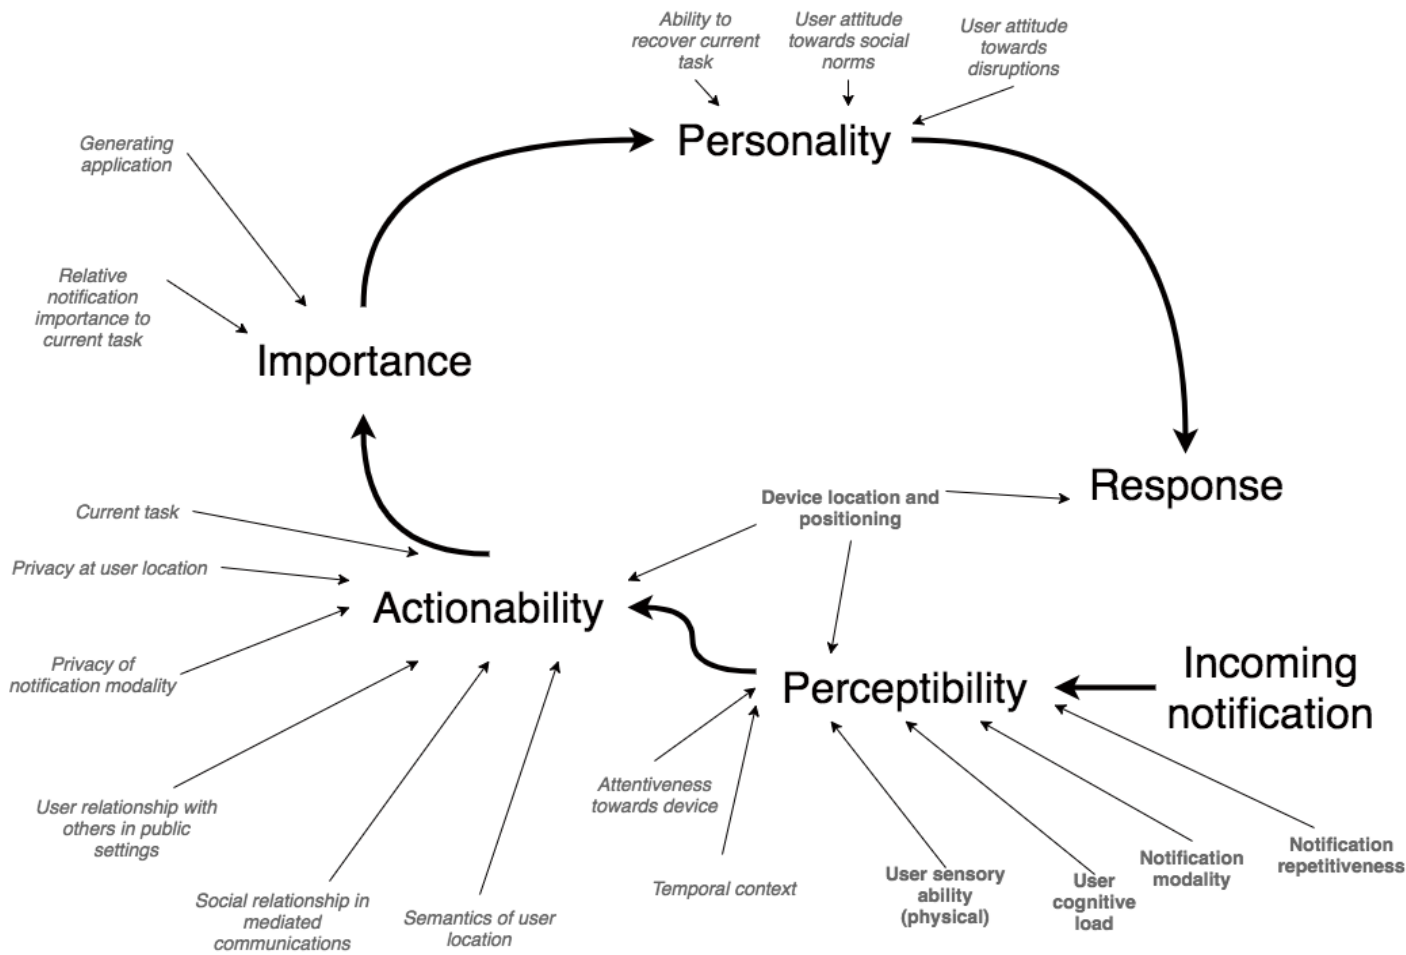 Ability to
recover current
task
User attitude
towards social
norms
User attitude
towards
disruptions
Personality
Generating
application
Relative
notification
importance to
current task
Importance
Response
Device location and
positioning
Current task
Privacy at user location
Actionability
Privacy of
notification modality
Perceptibility
Incoming
notification
User relationship with
others in public
settings
Attentiveness
towards device
Temporal context
Social relationship in
mediated
communications
Semantics of user
location
User sensory
ability
(physical)
User
cognitive
load
Notification
modality
Notification
repetitiveness